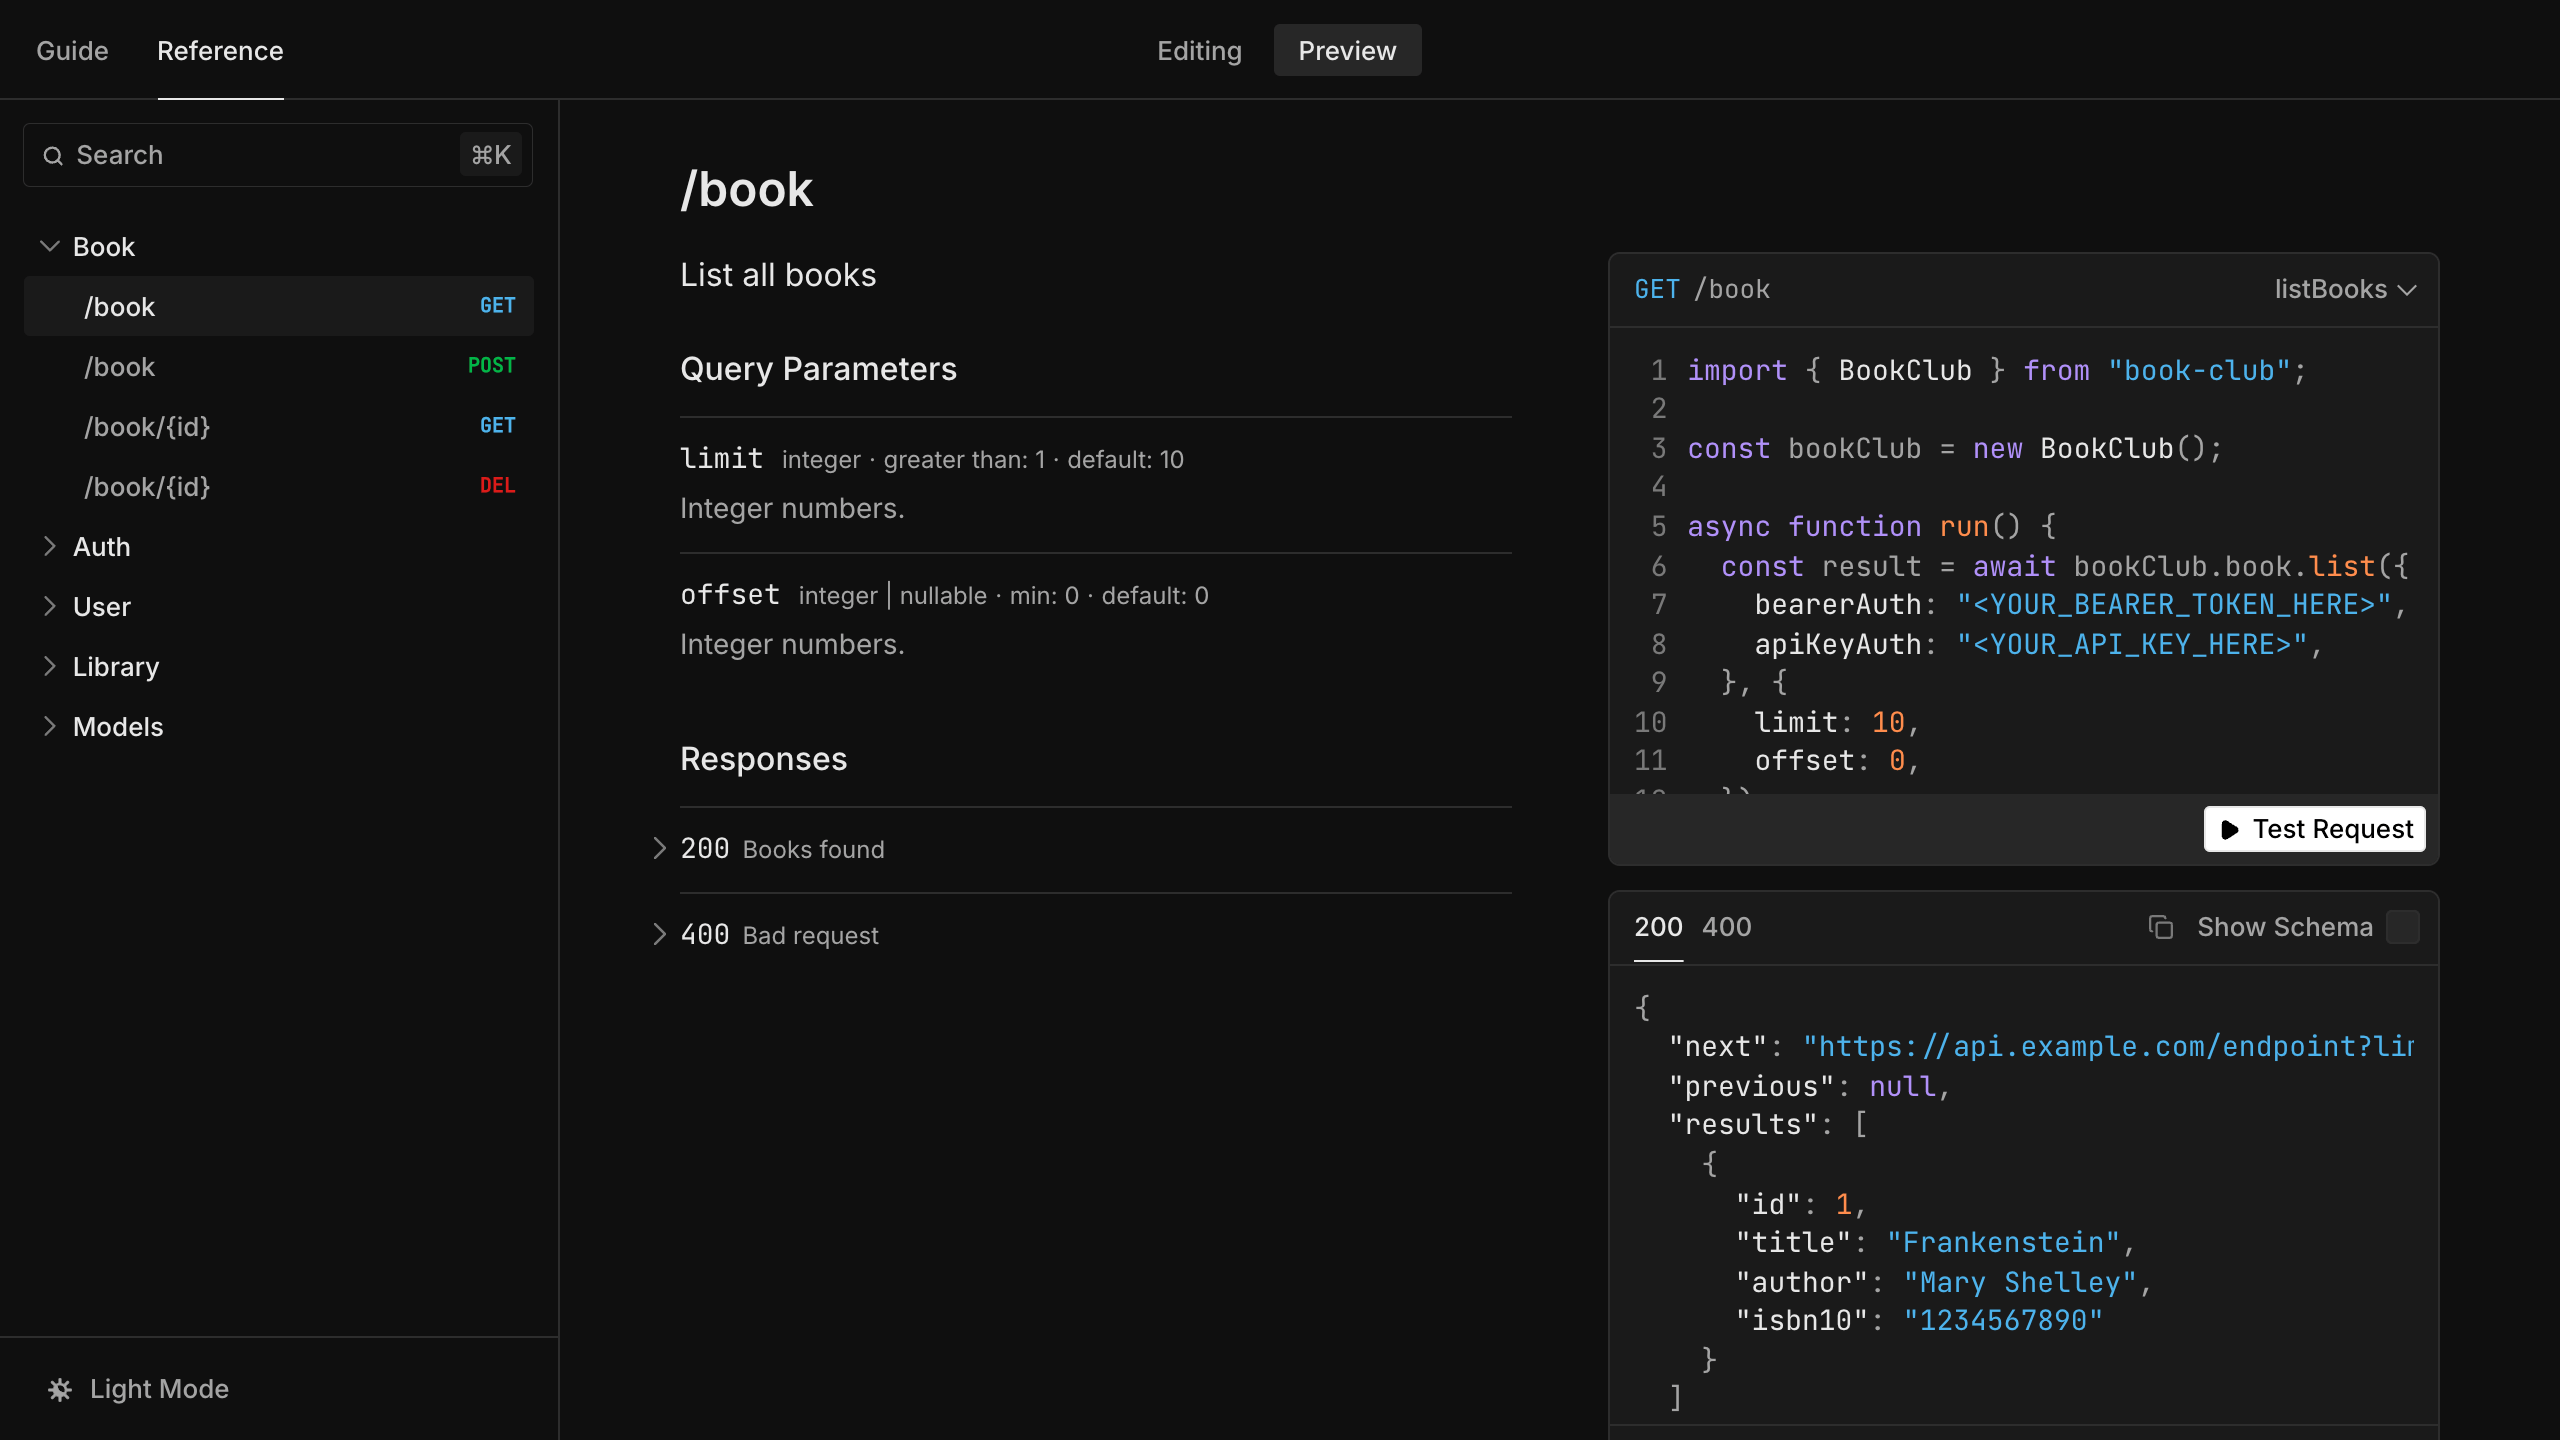 Guide
Reference
Editing
Preview
Search
⌘K
Book
/book GET
/book POST
/book/{id} GET
/book/{id} DEL
Auth
User
Library
Models
Light Mode
/book
List all books
Query Parameters
limit integer · greater than: 1 · default: 10
Integer numbers.
offset integer | nullable · min: 0 · default: 0
Integer numbers.
Responses
200 Books found
400 Bad request
GET /book
listBooks
1 import { BookClub } from "book-club";
2
3 const bookClub = new BookClub();
4
5 async function run() {
6 const result = await bookClub.book.list({
7 bearerAuth: "<YOUR_BEARER_TOKEN_HERE>",
8 apiKeyAuth: "<YOUR_API_KEY_HERE>",
9 }, {
10 limit: 10,
11 offset: 0,
Test Request
200 400
Show Schema
{
"next": "https://api.example.com/endpoint?li
"previous": null,
"results": [
{
"id": 1,
"title": "Frankenstein",
"author": "Mary Shelley",
"isbn10": "1234567890"
}
]